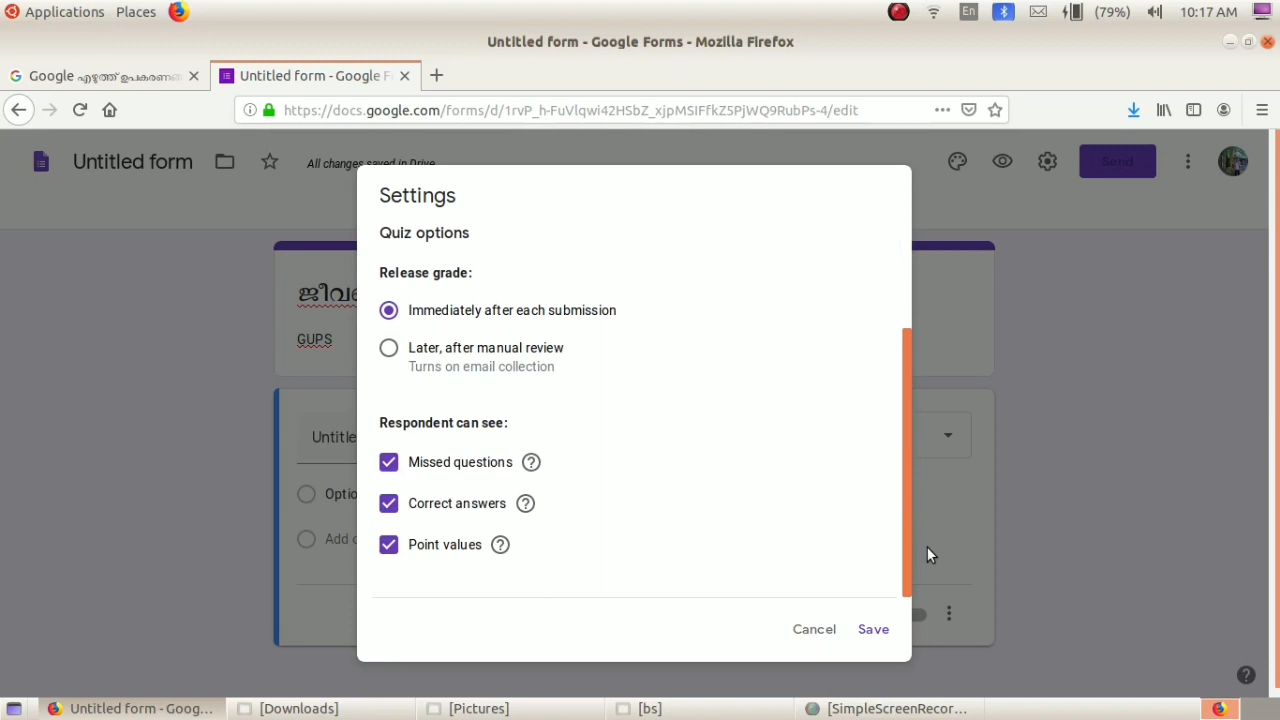 Applications Places
En
(79%)
10:17 AM
Untitled form - Google Forms - Mozilla Firefox
Google എഴുത്ത് ഉപകരണങ്ങ
Untitled form - Google F
https://docs.google.com/forms/d/1rvP_h-FuVlqwi42HSbZ_xjpMSIFfkZ5PjWQ9RubPs-4/edit
Untitled form
All changes saved in Drive
Send
Settings
Quiz options
Release grade:
Immediately after each submission
Later, after manual review
Turns on email collection
Respondent can see:
Missed questions
Correct answers
Point values
Cancel Save
GUPS
Untitle
Optio
Add
Untitled form - Goog...
[Downloads]
[Pictures]
[bs]
[SimpleScreenRecor...